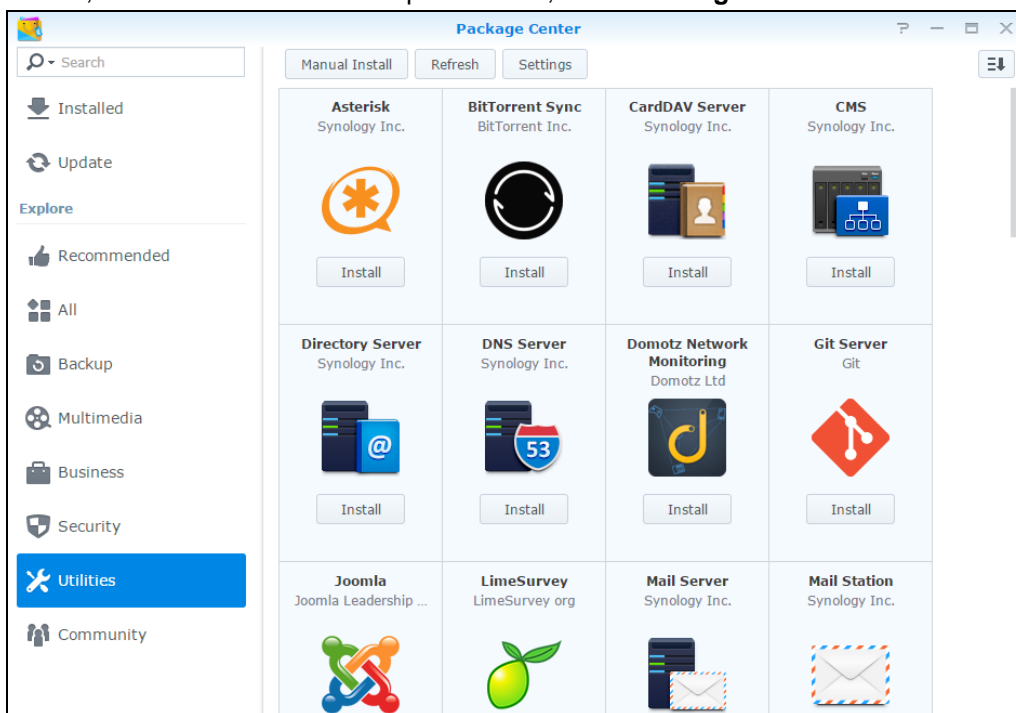 Package Center
Search
Manual Install Refresh Settings
Installed
Update
Explore
Recommended
All
Backup
Multimedia
Business
Security
Utilities
Community
Asterisk BitTorrent Sync CardDAV Server CMS
Synology Inc. BitTorrent Inc. Synology Inc. Synology Inc.
Install Install Install Install
Directory Server DNS Server Domotz Network Git Server
Synology Inc. Synology Inc. Monitoring Git
Domotz Ltd
@ 53
Install Install Install Install
Joomla LimeSurvey Mail Server Mail Station
Joomla Leadership ... LimeSurvey org Synology Inc. Synology Inc.